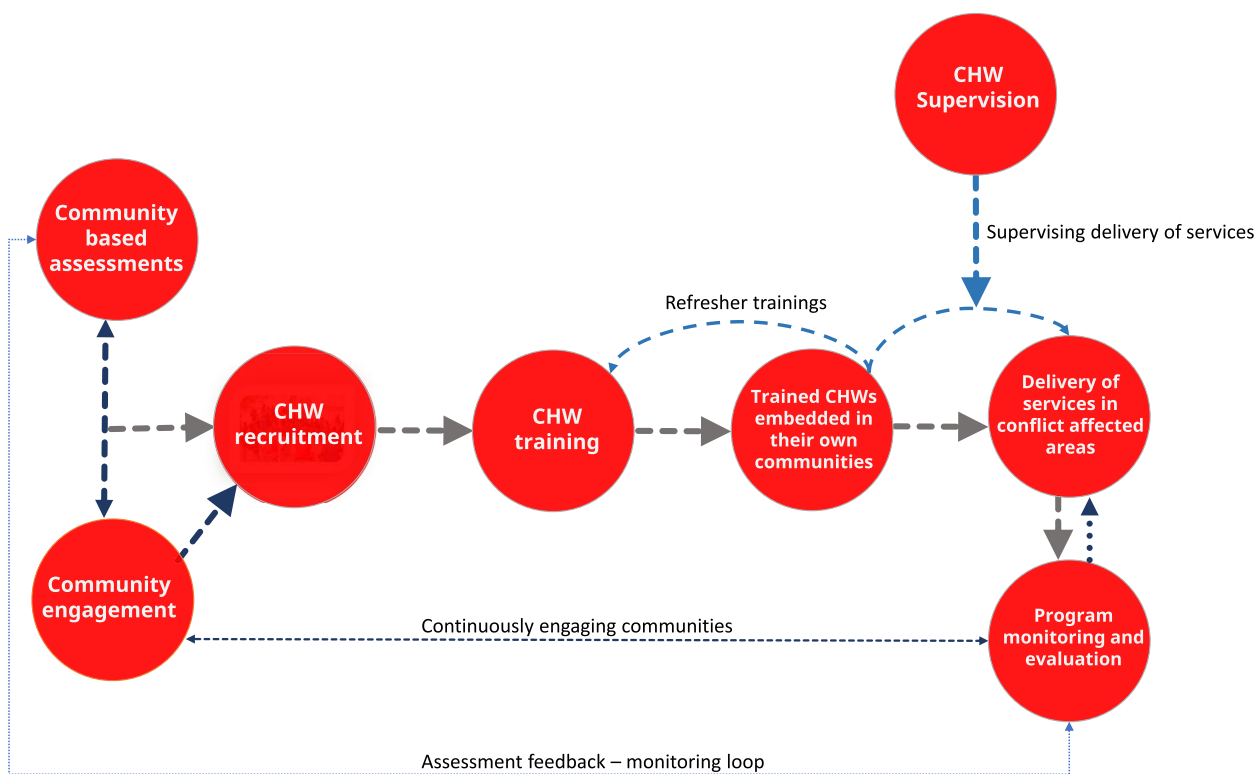 CHW
Supervision
Community
based
assessments
Supervising delivery of services
Refresher trainings
CHW
recruitment
CHW
training
Trained CHWs
embedded in
their own
communities
Delivery of
services in
conflict affected
areas
Community
engagement
Continuously engaging communities
Program
monitoring and
evaluation
Assessment feedback – monitoring loop